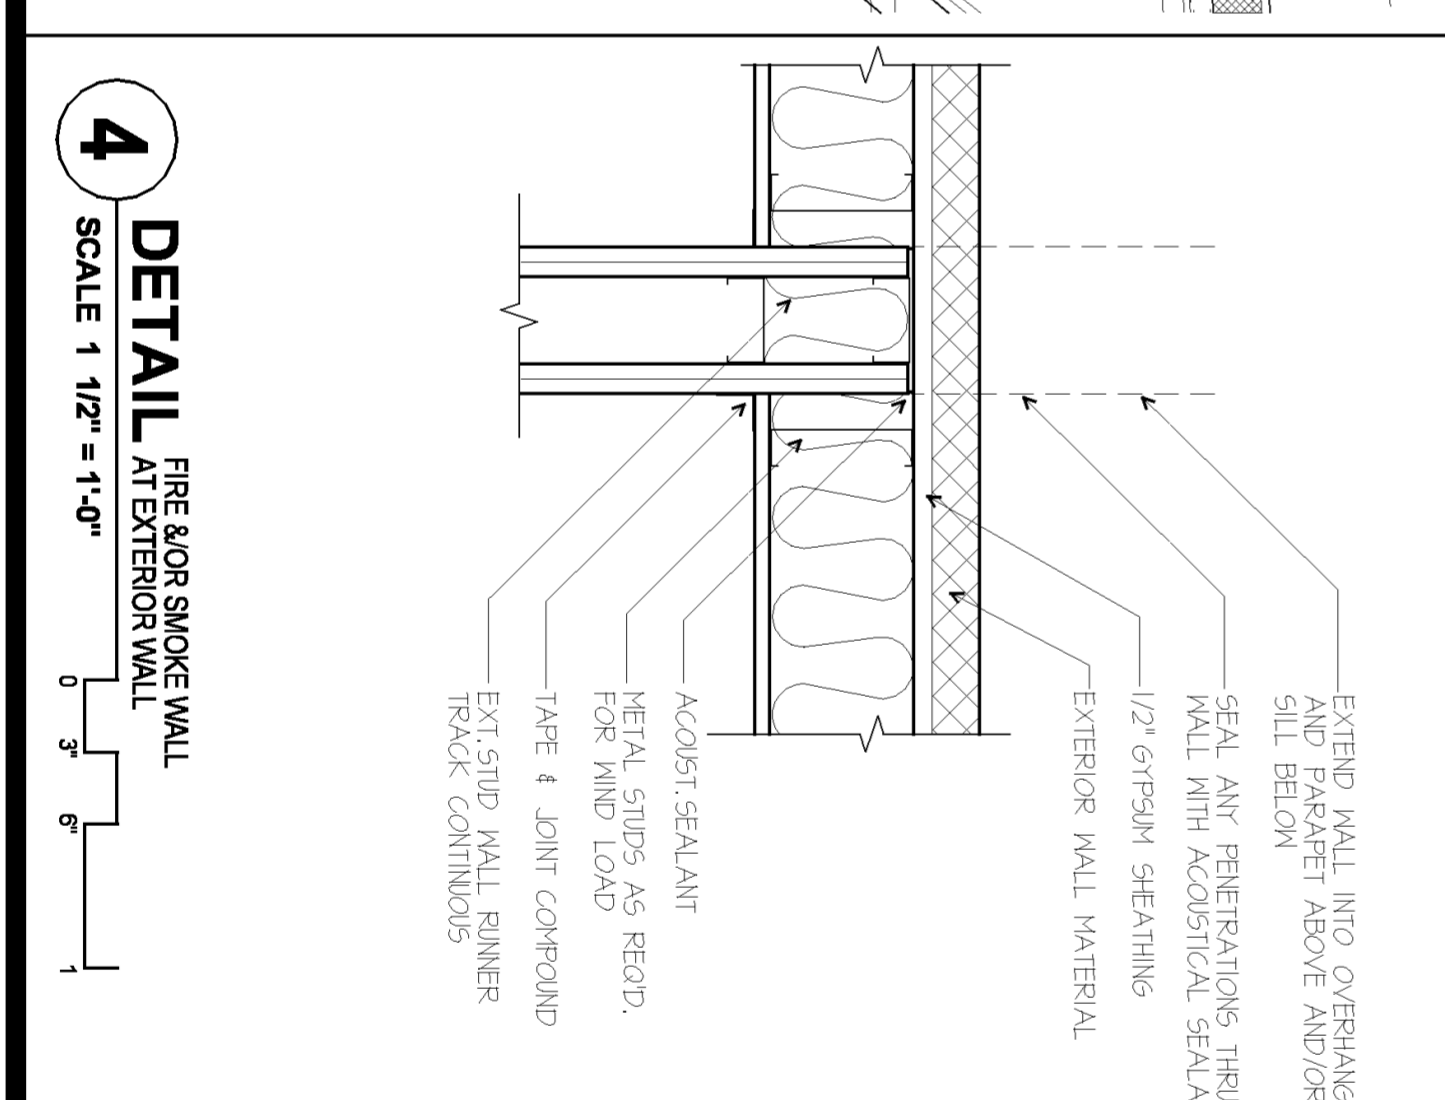 EXTEND WALL INTO OVERHANG
AND PARAPET ABOVE AND/OR
SILL BELOW
SEAL ANY PENETRATIONS THRU
WALL WITH ACOUSTICAL SEALA
1/2" GYPSUM SHEATHING
EXTERIOR WALL MATERIAL
ACOUST. SEALANT
METAL STUDS AS REQ'D.
FOR WIND LOAD
TAPE & JOINT COMPOUND
EXT. STUD WALL RUNNER
TRACK CONTINUOUS
4
DETAIL
FIRE &/OR SMOKE WALL
AT EXTERIOR WALL
SCALE 1 1/2" = 1'-0"
0 3" 6" 1